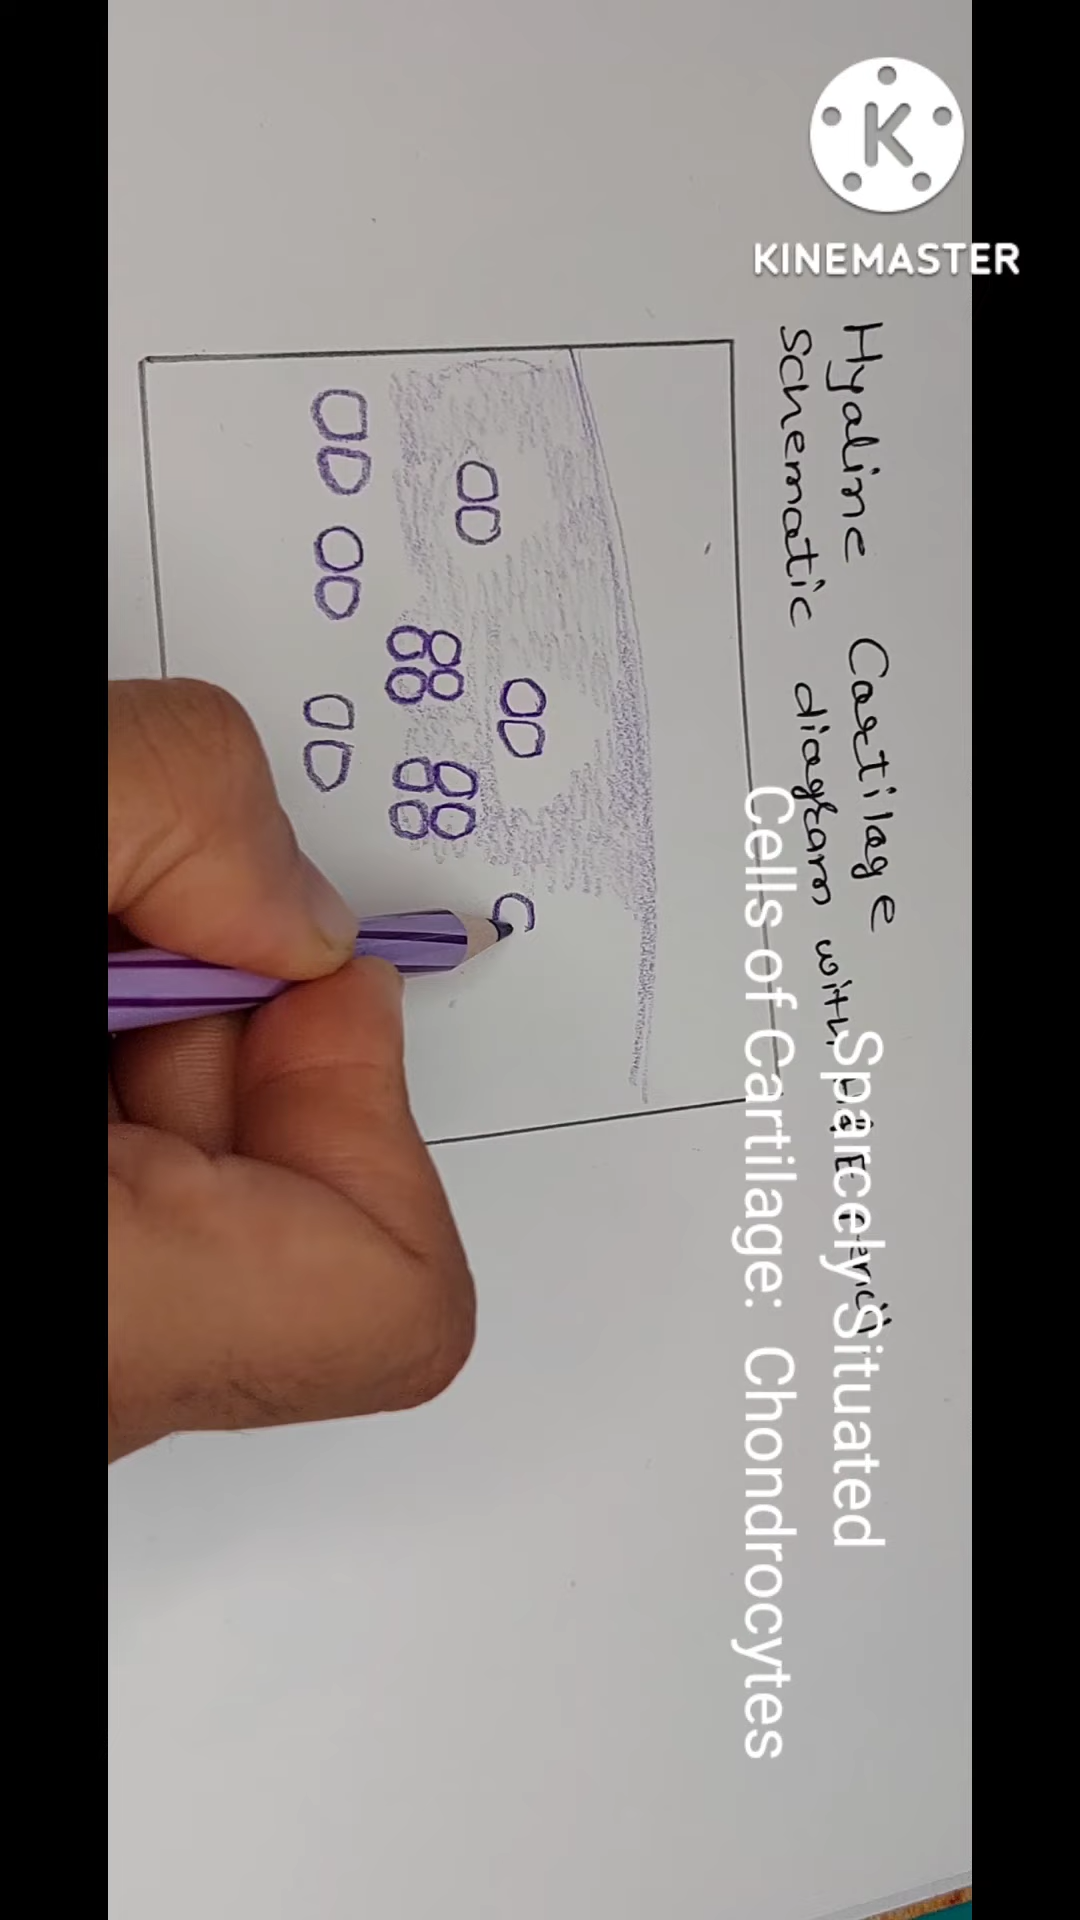 KINEMASTER
Hyaline Cartilage
Schematic diagram with
Sparcely Situated
Cells of Cartilage: Chondrocytes